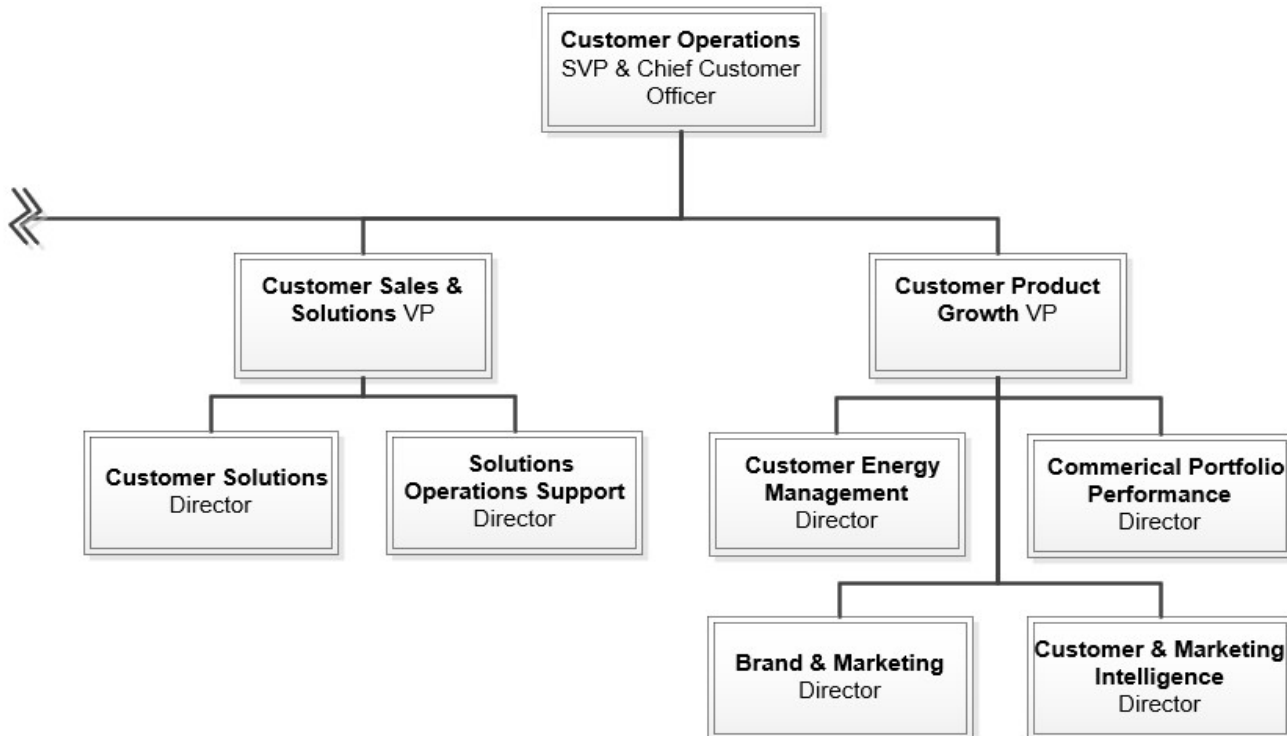 Customer Operations
SVP & Chief Customer
Officer
Customer Sales &
Solutions VP
Customer Product
Growth VP
Customer Solutions
Director
Solutions
Operations Support
Director
Customer Energy
Management
Director
Commerical Portfolio
Performance
Director
Brand & Marketing
Director
Customer & Marketing
Intelligence
Director